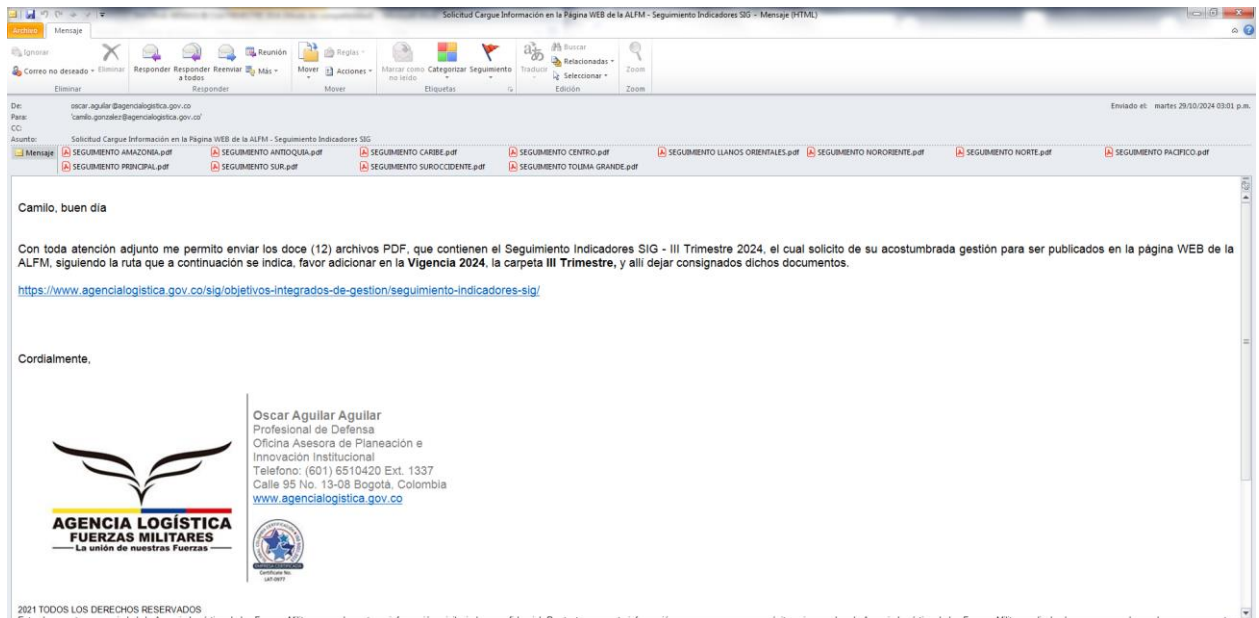 Solicitud Cargue Información en la Página WEB de la ALFM - Seguimiento Indicadores SIG - Mensaje (HTML)
Archivo Mensaje
Ignorar
Correo no deseado
Eliminar
Responder
Responder a todos
Reenviar
Reunión
Más
Mover
Reglas
Acciones
Marcar como no leído
Categorizar
Seguimiento
Traducir
Buscar
Relacionadas
Seleccionar
Zoom
Eliminar Responder Mover Etiquetas Edición Zoom
De: oscar.aguilar@agencialogistica.gov.co
Enviado el: martes 29/10/2024 03:01 p.m.
Para: 'camilo.gonzalez@agencialogistica.gov.co'
CC:
Asunto: Solicitud Cargue Información en la Página WEB de la ALFM - Seguimiento Indicadores SIG
Mensaje SEGUIMIENTO AMAZONIA.pdf SEGUIMIENTO ANTIOQUIA.pdf SEGUIMIENTO CARIBE.pdf SEGUIMIENTO CENTRO.pdf SEGUIMIENTO LLANOS ORIENTALES.pdf SEGUIMIENTO NORORIENTE.pdf SEGUIMIENTO NORTE.pdf SEGUIMIENTO PACIFICO.pdf
SEGUIMIENTO PRINCIPAL.pdf SEGUIMIENTO SUR.pdf SEGUIMIENTO SUROCCIDENTE.pdf SEGUIMIENTO TOLIMA GRANDE.pdf
Camilo, buen día
Con toda atención adjunto me permito enviar los doce (12) archivos PDF, que contienen el Seguimiento Indicadores SIG - III Trimestre 2024, el cual solicito de su acostumbrada gestión para ser publicados en la página WEB de la
ALFM, siguiendo la ruta que a continuación se indica, favor adicionar en la Vigencia 2024, la carpeta III Trimestre, y allí dejar consignados dichos documentos.
https://www.agencialogistica.gov.co/sig/objetivos-integrados-de-gestion/seguimiento-indicadores-sig/
Cordialmente,
AGENCIA LOGÍSTICA
FUERZAS MILITARES
La unión de nuestras Fuerzas
Oscar Aguilar Aguilar
Profesional de Defensa
Oficina Asesora de Planeación e
Innovación Institucional
Telefono: (601) 6510420 Ext. 1337
Calle 95 No. 13-08 Bogotá, Colombia
www.agencialogistica.gov.co
EMPRESA CERTIFICADA
Certificate No.
LAT-0977
2021 TODOS LOS DERECHOS RESERVADOS